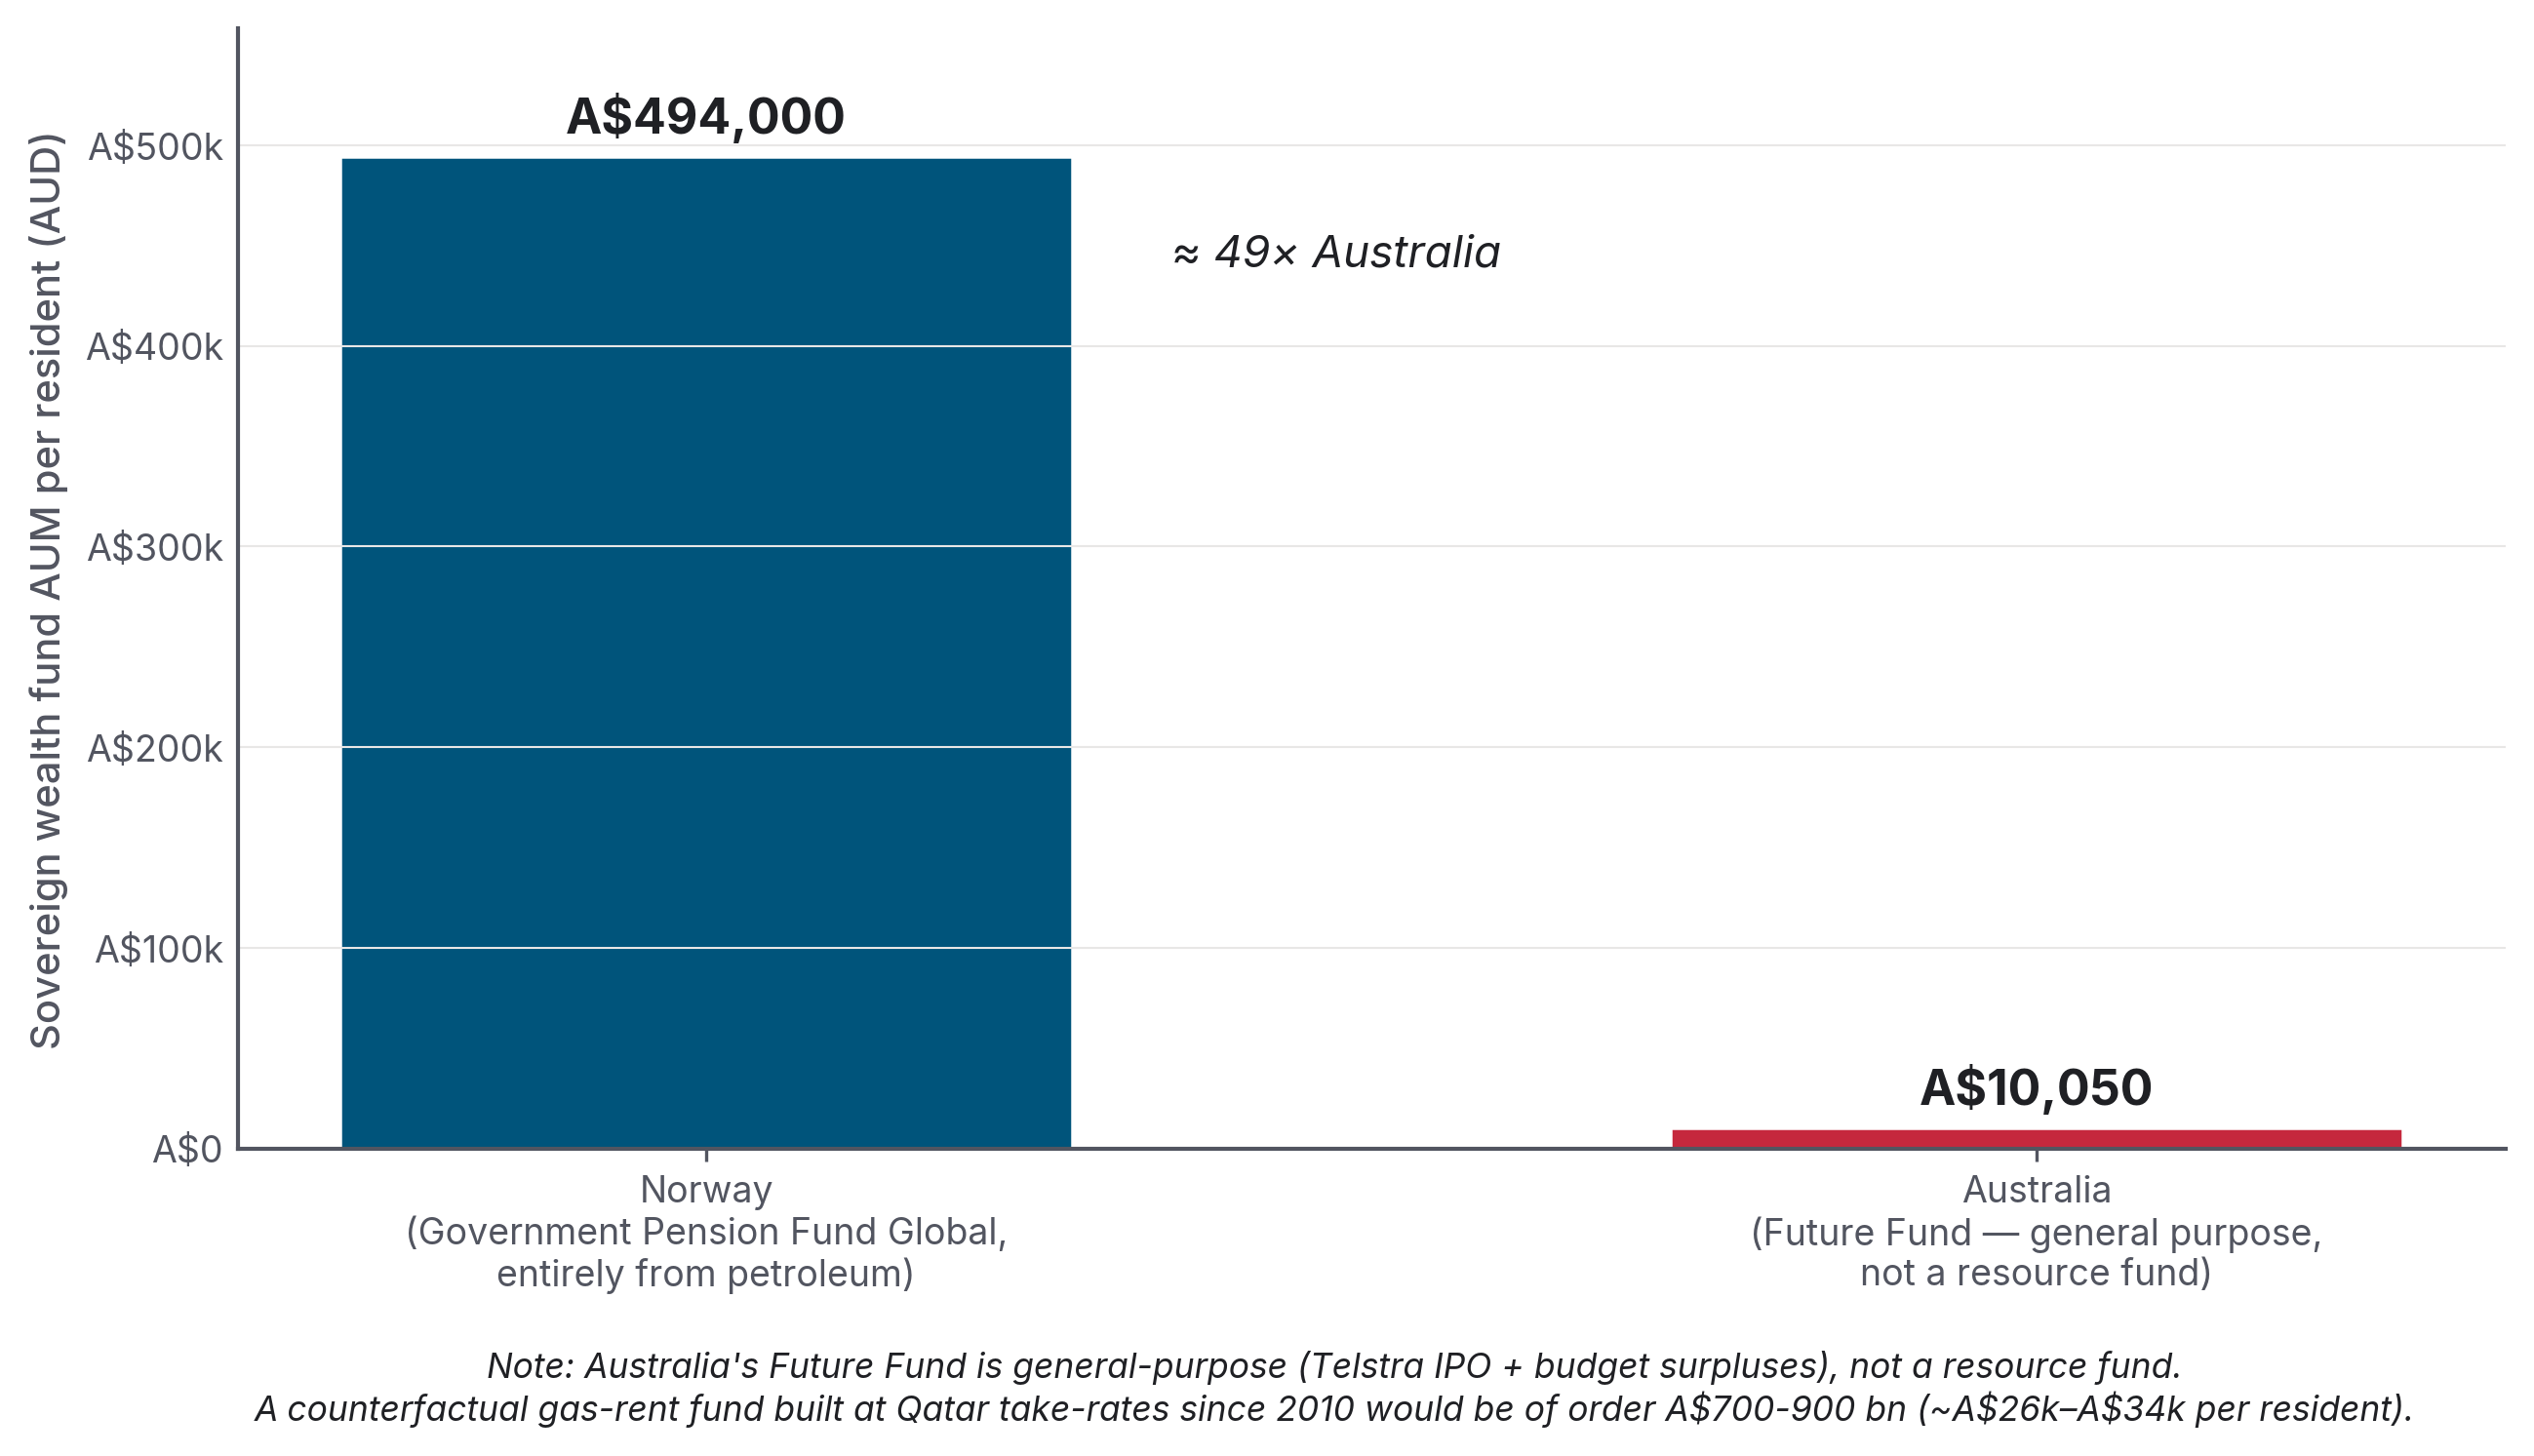 A$494,000
≈ 49× Australia
A$10,050
Sovereign wealth fund AUM per resident (AUD)
A$500k
A$400k
A$300k
A$200k
A$100k
A$0
Norway
(Government Pension Fund Global,
entirely from petroleum)
Australia
(Future Fund — general purpose,
not a resource fund)
Note: Australia's Future Fund is general-purpose (Telstra IPO + budget surpluses), not a resource fund.
A counterfactual gas-rent fund built at Qatar take-rates since 2010 would be of order A$700-900 bn (~A$26k–A$34k per resident).